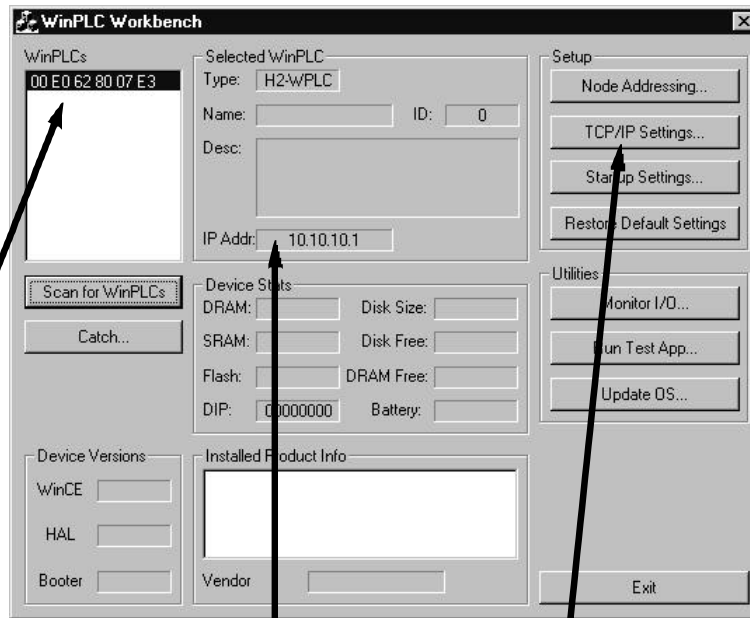 WinPLC Workbench
WinPLCs
00 E0 62 80 07 E3
Scan for WinPLCs
Catch...
Selected WinPLC
Type: H2-WPLC
Name: ID: 0
Desc:
IP Addr: 10.10.10.1
Device Stats
DRAM: Disk Size:
SRAM: Disk Free:
Flash: DRAM Free:
DIP: 00000000 Battery:
Device Versions
WinCE
HAL
Booter
Installed Product Info
Vendor
Setup
Node Addressing...
TCP/IP Settings...
Startup Settings...
Restore Default Settings
Utilities
Monitor I/O...
Run Test App...
Update OS...
Exit